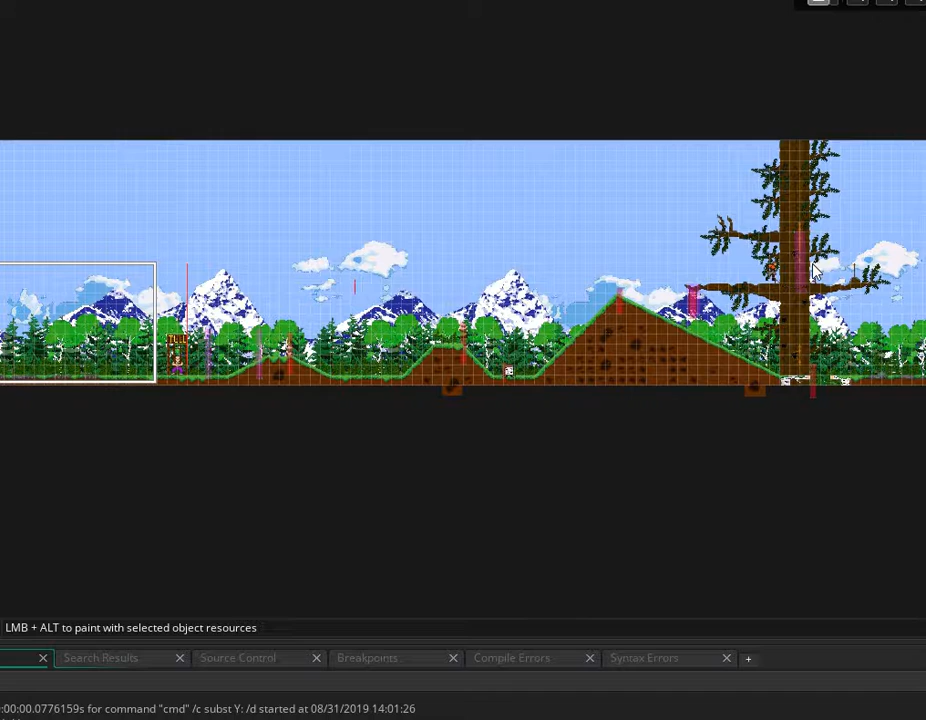 LMB + ALT to paint with selected object resources
Search Results Source Control Breakpoints Compile Errors Syntax Errors +
:00:00.0776159s for command "cmd" /c subst Y: /d started at 08/31/2019 14:01:26